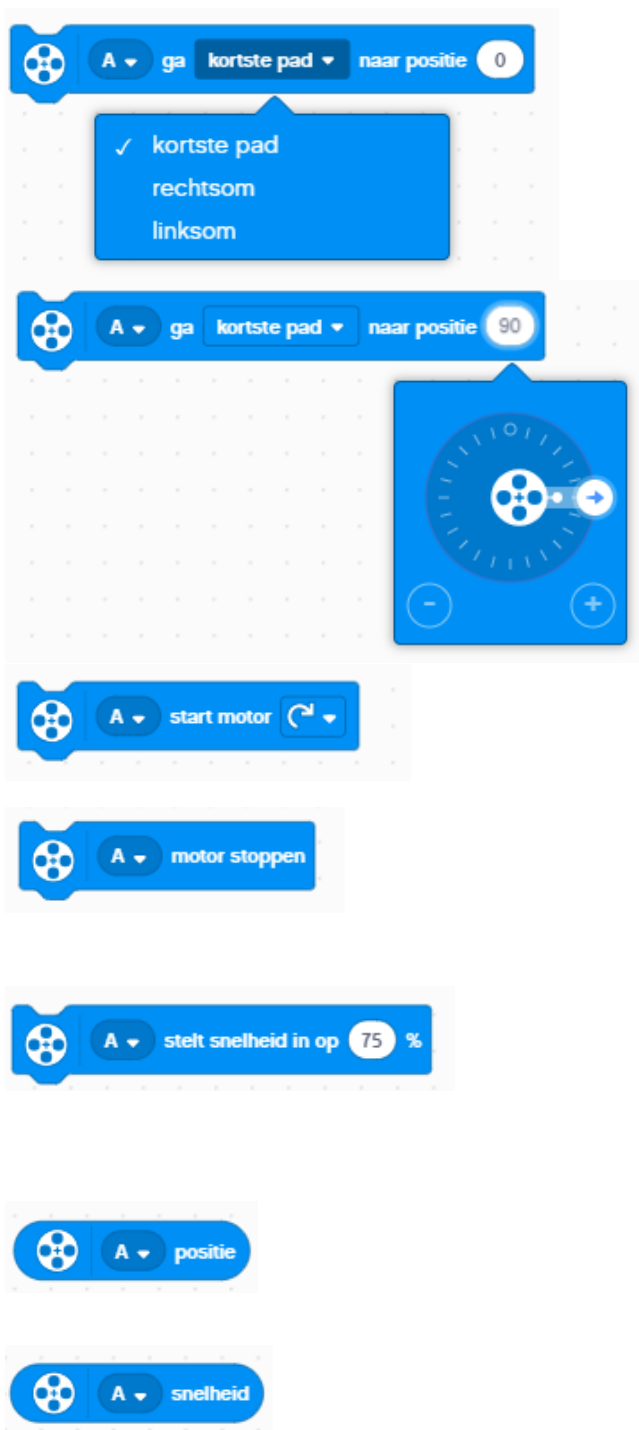 A ga kortste pad naar positie 0
✓ kortste pad
rechtsom
linksom
A ga kortste pad naar positie 90
- +
A start motor
A motor stoppen
A stelt snelheid in op 75 %
A positie
A snelheid